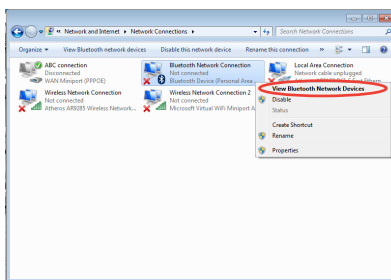 Network and Internet ▸ Network Connections ▸
Search Network Connections
Organize
View Bluetooth network devices
Disable this network device
Rename this connection
»
ABC connection
Disconnected
WAN Miniport (PPPOE)
Bluetooth Network Connection
Not connected
Bluetooth Device (Personal Area ...
Local Area Connection
Network cable unplugged
Wireless Network Connection
Not connected
Atheros AR9285 Wireless Network...
Wireless Network Connection 2
Not connected
Microsoft Virtual WiFi Miniport A
View Bluetooth Network Devices
Disable
Status
Create Shortcut
Rename
Properties